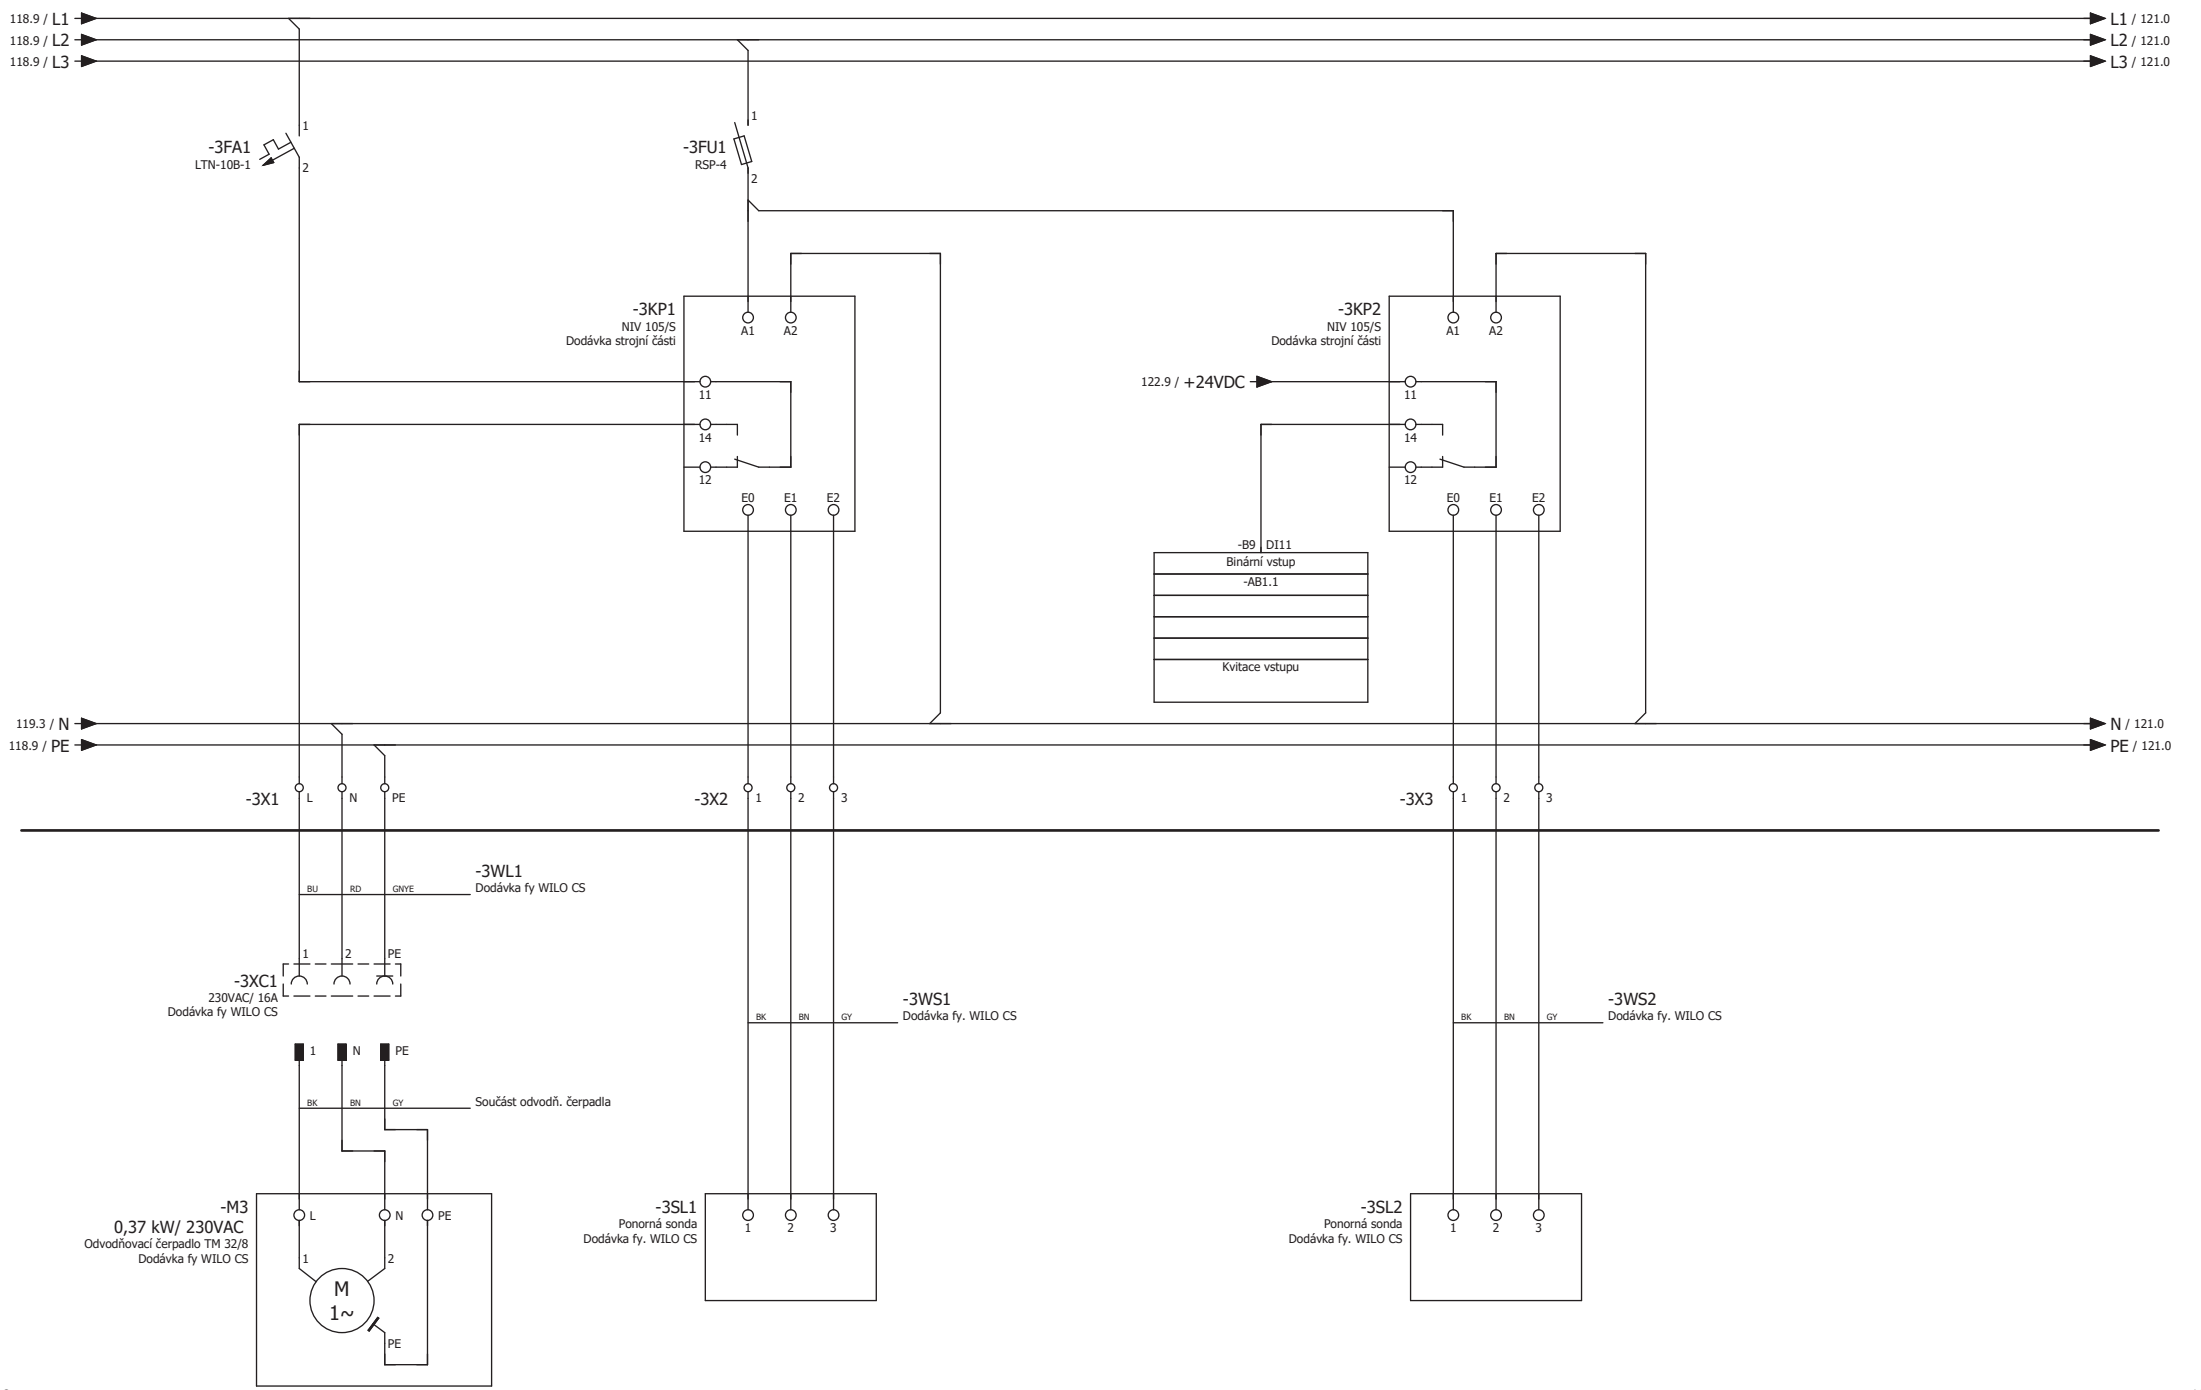 118.9 / L1
L1 / 121.0
118.9 / L2
L2 / 121.0
118.9 / L3
L3 / 121.0
-3FA1
LTN-10B-1
1
2
-3FU1
RSP-4
1
2
-3KP1
NIV 105/S
Dodávka strojní části
A1
A2
11
14
12
E0
E1
E2
-3KP2
NIV 105/S
Dodávka strojní části
A1
A2
122.9 / +24VDC
11
14
12
E0
E1
E2
-B9
DI11
Binární vstup
-AB1.1
Kvitace vstupu
119.3 / N
N / 121.0
118.9 / PE
PE / 121.0
-3X1
L
N
PE
-3X2
1
2
3
-3X3
1
2
3
-3WL1
Dodávka fy WILO CS
BU
RD
GNYE
1
2
PE
-3XC1
230VAC/ 16A
Dodávka fy WILO CS
-3WS1
Dodávka fy. WILO CS
BK
BN
GY
-3WS2
Dodávka fy. WILO CS
BK
BN
GY
1
N
PE
BK
BN
GY
Součást odvodň. čerpadla
-M3
0,37 kW/ 230VAC
Odvodňovací čerpadlo TM 32/8
Dodávka fy WILO CS
L
N
PE
1
2
M
1~
PE
-3SL1
Ponorná sonda
Dodávka fy. WILO CS
1
2
3
-3SL2
Ponorná sonda
Dodávka fy. WILO CS
1
2
3